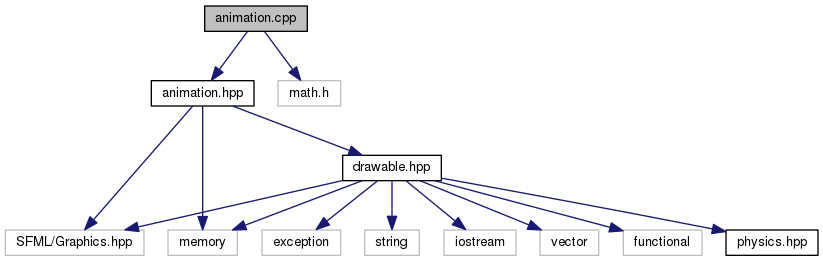 animation.cpp
animation.hpp
math.h
drawable.hpp
SFML/Graphics.hpp
memory
exception
string
iostream
vector
functional
physics.hpp